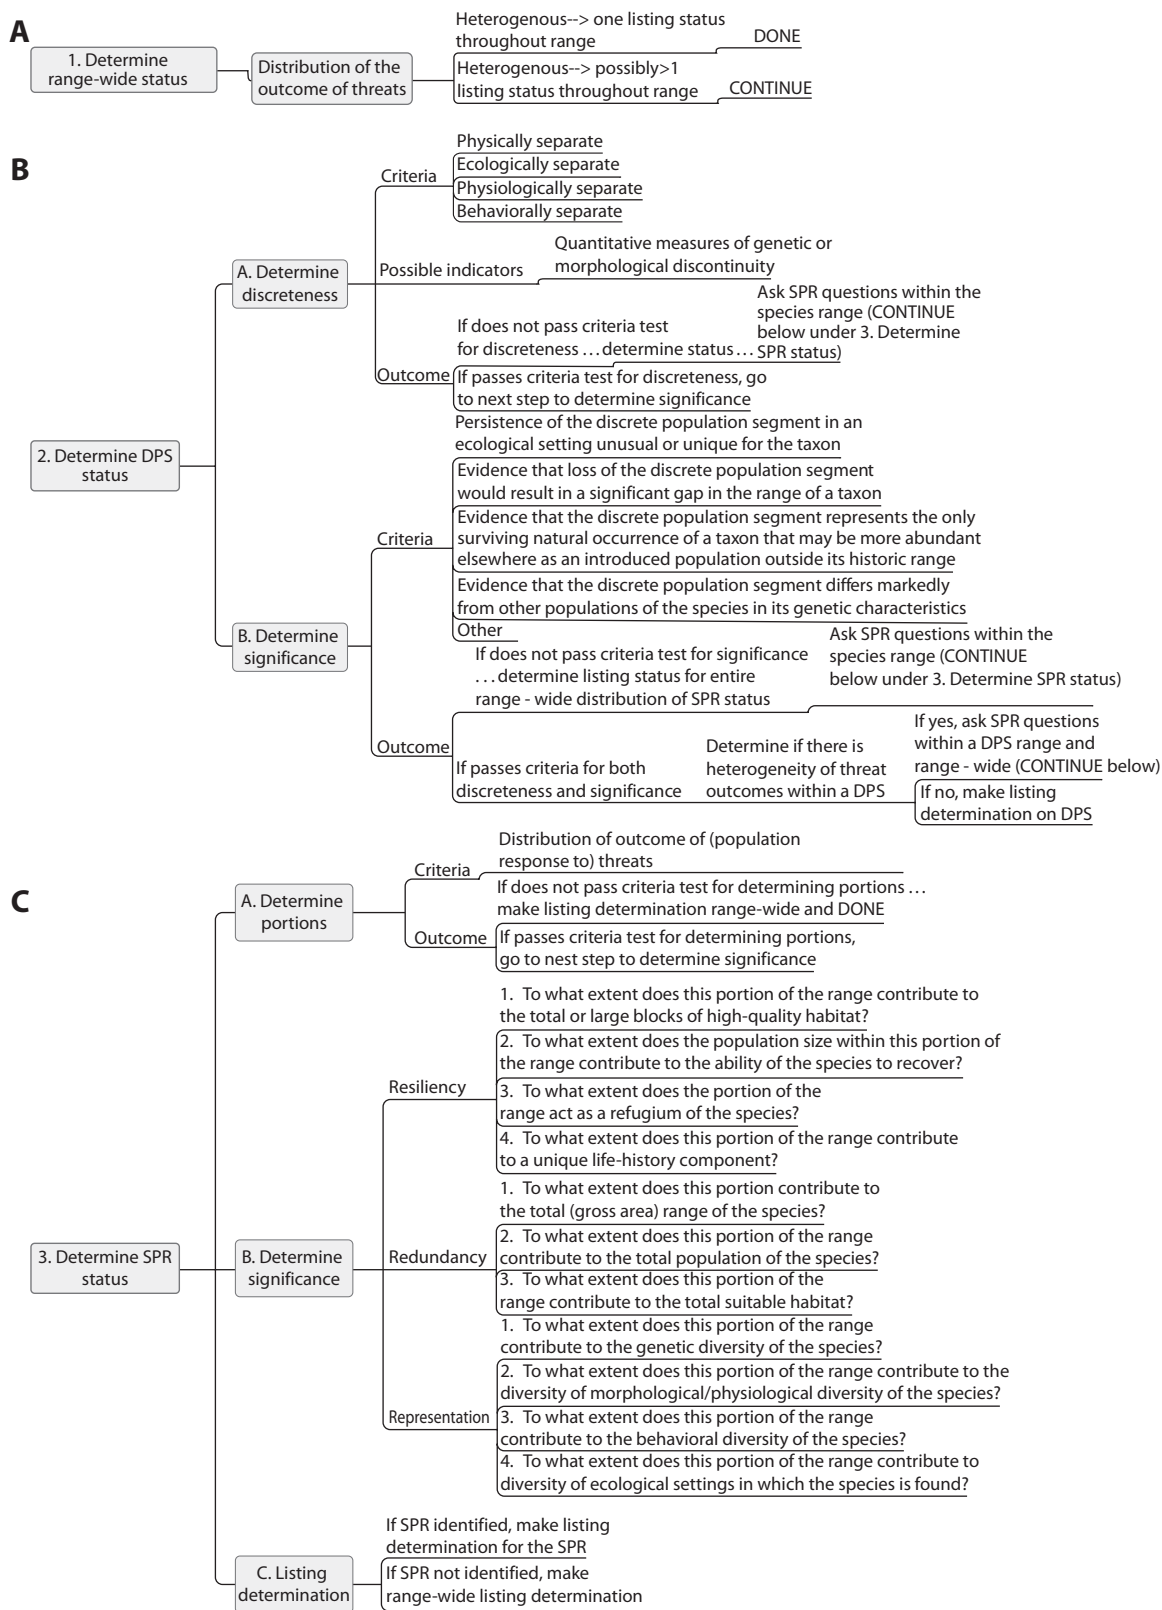 A
1. Determine
range-wide status
Distribution of the
outcome of threats
Heterogenous--> one listing status
throughout range
DONE
Heterogenous--> possibly>1
listing status throughout range
CONTINUE
B
2. Determine DPS
status
A. Determine
discreteness
Criteria
Physically separate
Ecologically separate
Physiologically separate
Behaviorally separate
Possible indicators
Quantitative measures of genetic or
morphological discontinuity
Outcome
If does not pass criteria test
for discreteness ... determine status ...
Ask SPR questions within the
species range (CONTINUE
below under 3. Determine
SPR status)
If passes criteria test for discreteness, go
to next step to determine significance
B. Determine
significance
Criteria
Persistence of the discrete population segment in an
ecological setting unusual or unique for the taxon
Evidence that loss of the discrete population segment
would result in a significant gap in the range of a taxon
Evidence that the discrete population segment represents the only
surviving natural occurrence of a taxon that may be more abundant
elsewhere as an introduced population outside its historic range
Evidence that the discrete population segment differs markedly
from other populations of the species in its genetic characteristics
Other
Outcome
If does not pass criteria test for significance
... determine listing status for entire
range - wide distribution of SPR status
Ask SPR questions within the
species range (CONTINUE
below under 3. Determine SPR status)
If passes criteria for both
discreteness and significance
Determine if there is
heterogeneity of threat
outcomes within a DPS
If yes, ask SPR questions
within a DPS range and
range - wide (CONTINUE below)
If no, make listing
determination on DPS
C
3. Determine SPR
status
A. Determine
portions
Criteria
Distribution of outcome of (population
response to) threats
Outcome
If does not pass criteria test for determining portions ...
make listing determination range-wide and DONE
If passes criteria test for determining portions,
go to nest step to determine significance
B. Determine
significance
Resiliency
1. To what extent does this portion of the range contribute to
the total or large blocks of high-quality habitat?
2. To what extent does the population size within this portion of
the range contribute to the ability of the species to recover?
3. To what extent does the portion of the
range act as a refugium of the species?
4. To what extent does this portion of the range contribute
to a unique life-history component?
Redundancy
1. To what extent does this portion contribute to
the total (gross area) range of the species?
2. To what extent does this portion of the range
contribute to the total population of the species?
3. To what extent does this portion of the
range contribute to the total suitable habitat?
Representation
1. To what extent does this portion of the range
contribute to the genetic diversity of the species?
2. To what extent does this portion of the range contribute to the
diversity of morphological/physiological diversity of the species?
3. To what extent does this portion of the range
contribute to the behavioral diversity of the species?
4. To what extent does this portion of the range contribute to
diversity of ecological settings in which the species is found?
C. Listing
determination
If SPR identified, make listing
determination for the SPR
If SPR not identified, make
range-wide listing determination